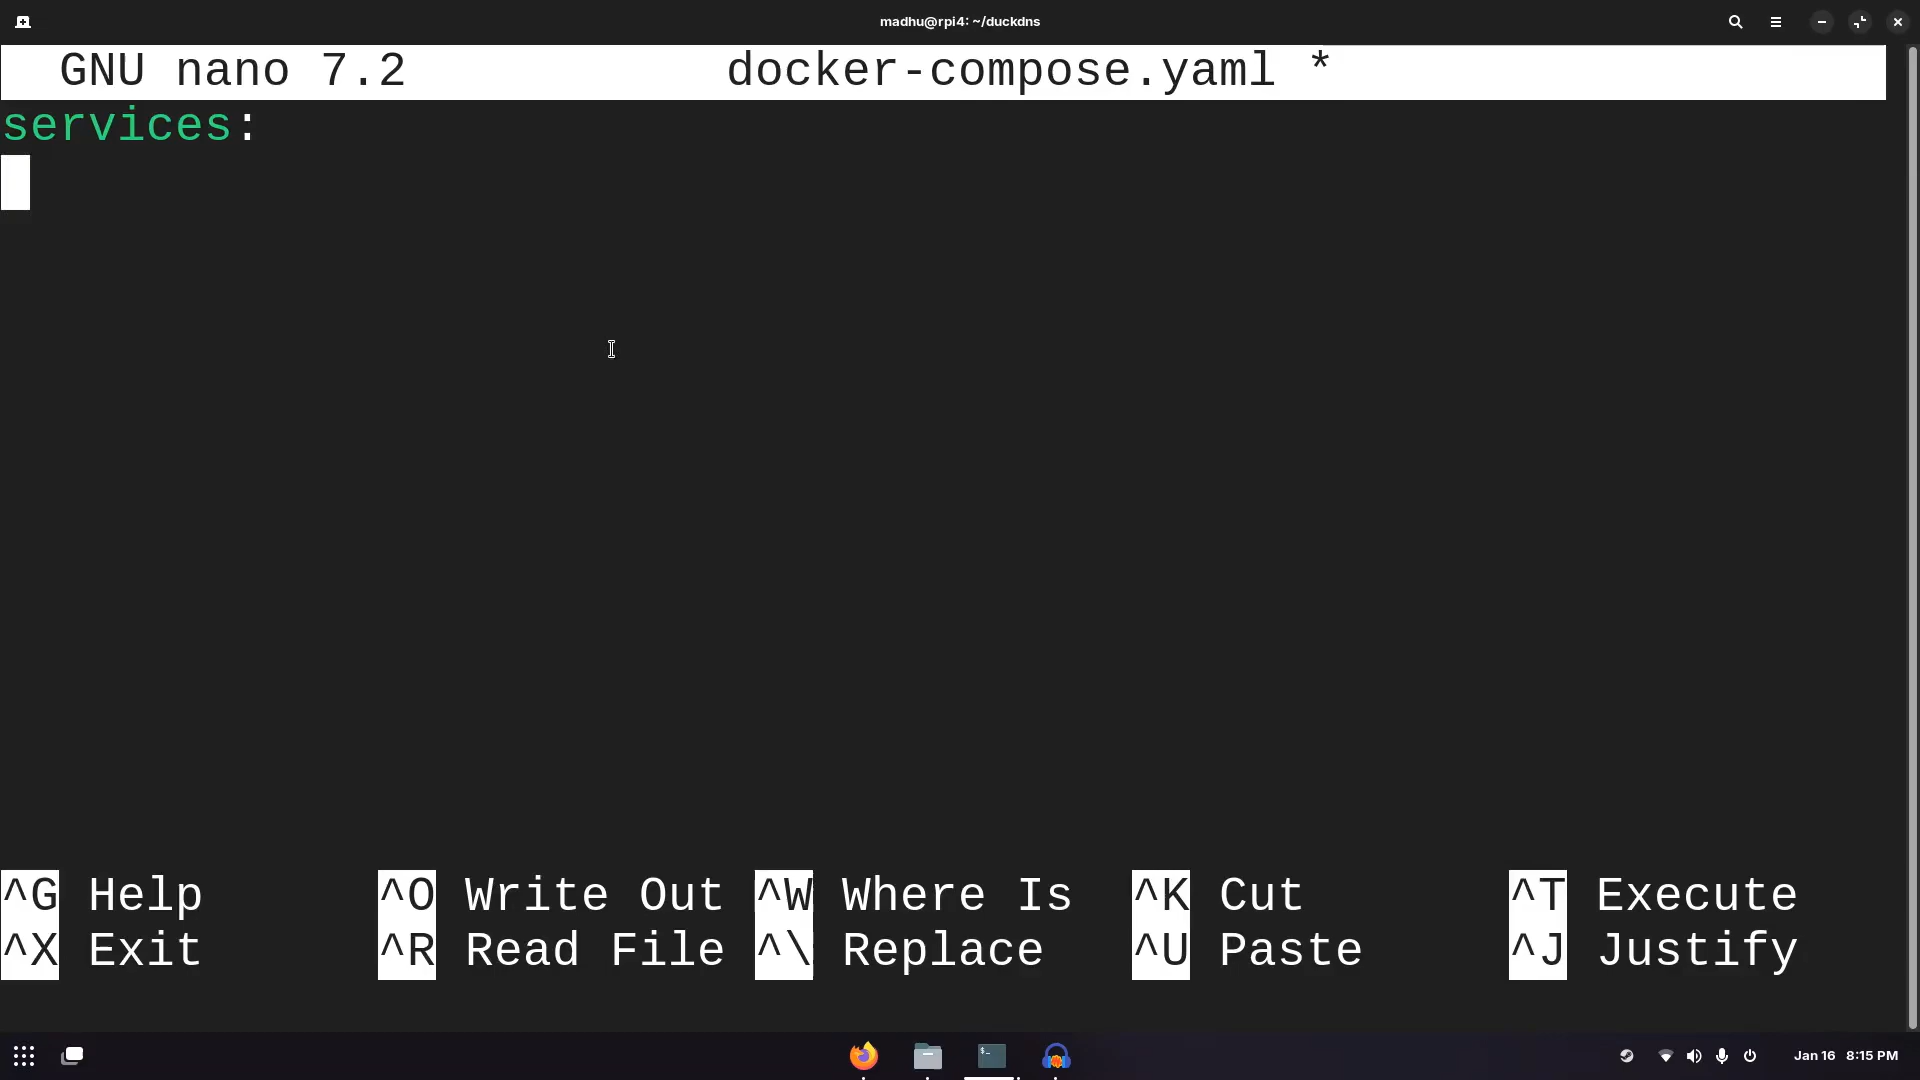 madhu@rpi4: ~/duckdns
GNU nano 7.2 docker-compose.yaml *
services:
^G Help ^O Write Out ^W Where Is ^K Cut ^T Execute
^X Exit ^R Read File ^\ Replace ^U Paste ^J Justify
Jan 16 8:15 PM